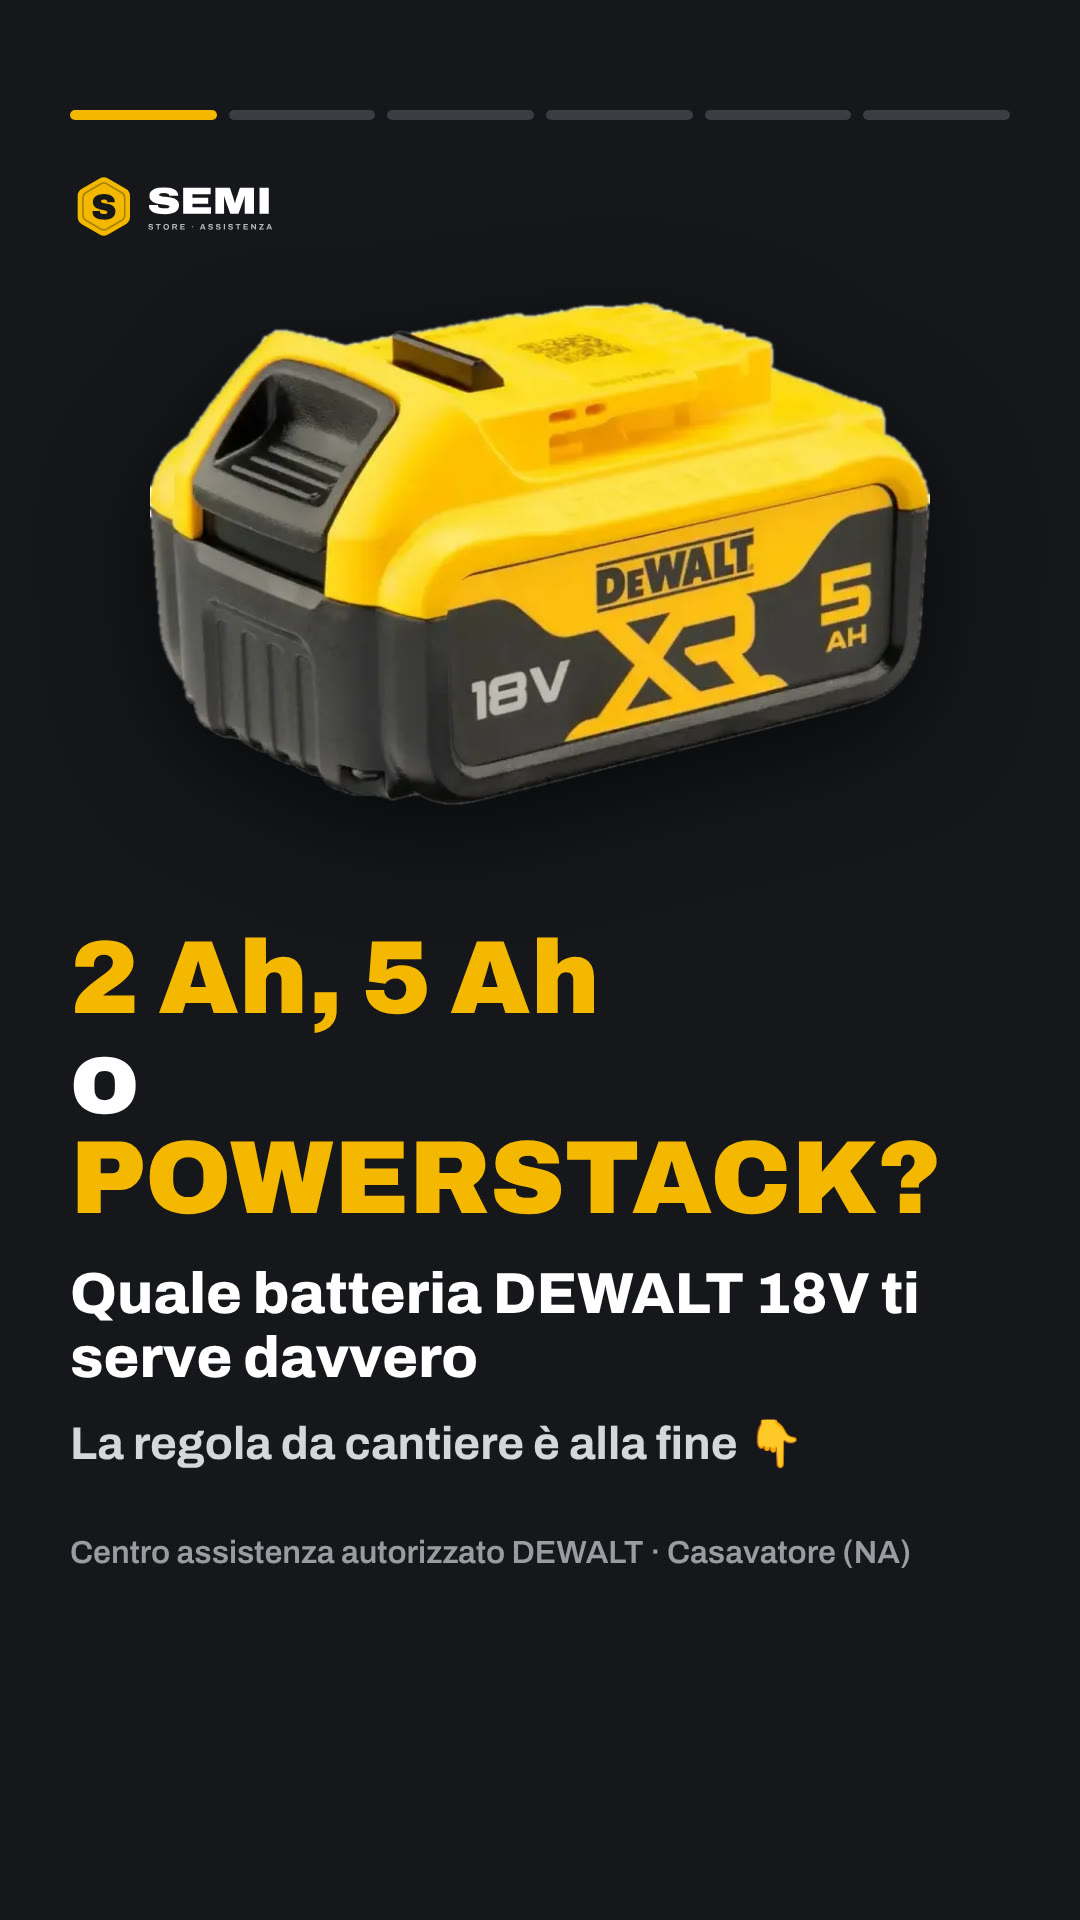 S SEMI
STORE · ASSISTENZA
DEWALT
XR
18V
5
AH
2 Ah, 5 Ah
o
POWERSTACK?
Quale batteria DEWALT 18V ti
serve davvero
La regola da cantiere è alla fine 👇
Centro assistenza autorizzato DEWALT · Casavatore (NA)